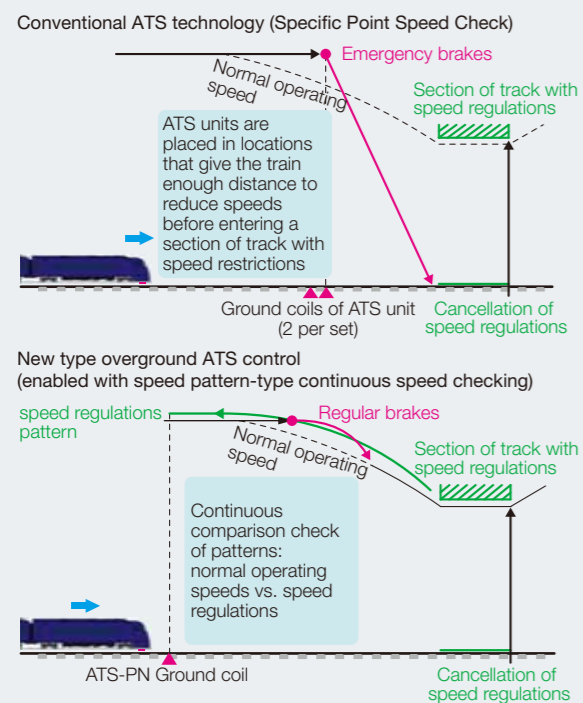 Conventional ATS technology (Specific Point Speed Check)
Emergency brakes
Normal operating
speed
Section of track with
speed regulations
ATS units are
placed in locations
that give the train
enough distance to
reduce speeds
before entering a
section of track with
speed restrictions
Ground coils of ATS unit
(2 per set)
Cancellation of
speed regulations
New type overground ATS control
(enabled with speed pattern-type continuous speed checking)
speed regulations
pattern
Regular brakes
Normal operating
speed
Section of track with
speed regulations
Continuous
comparison check
of patterns:
normal operating
speeds vs. speed
regulations
ATS-PN Ground coil
Cancellation of
speed regulations